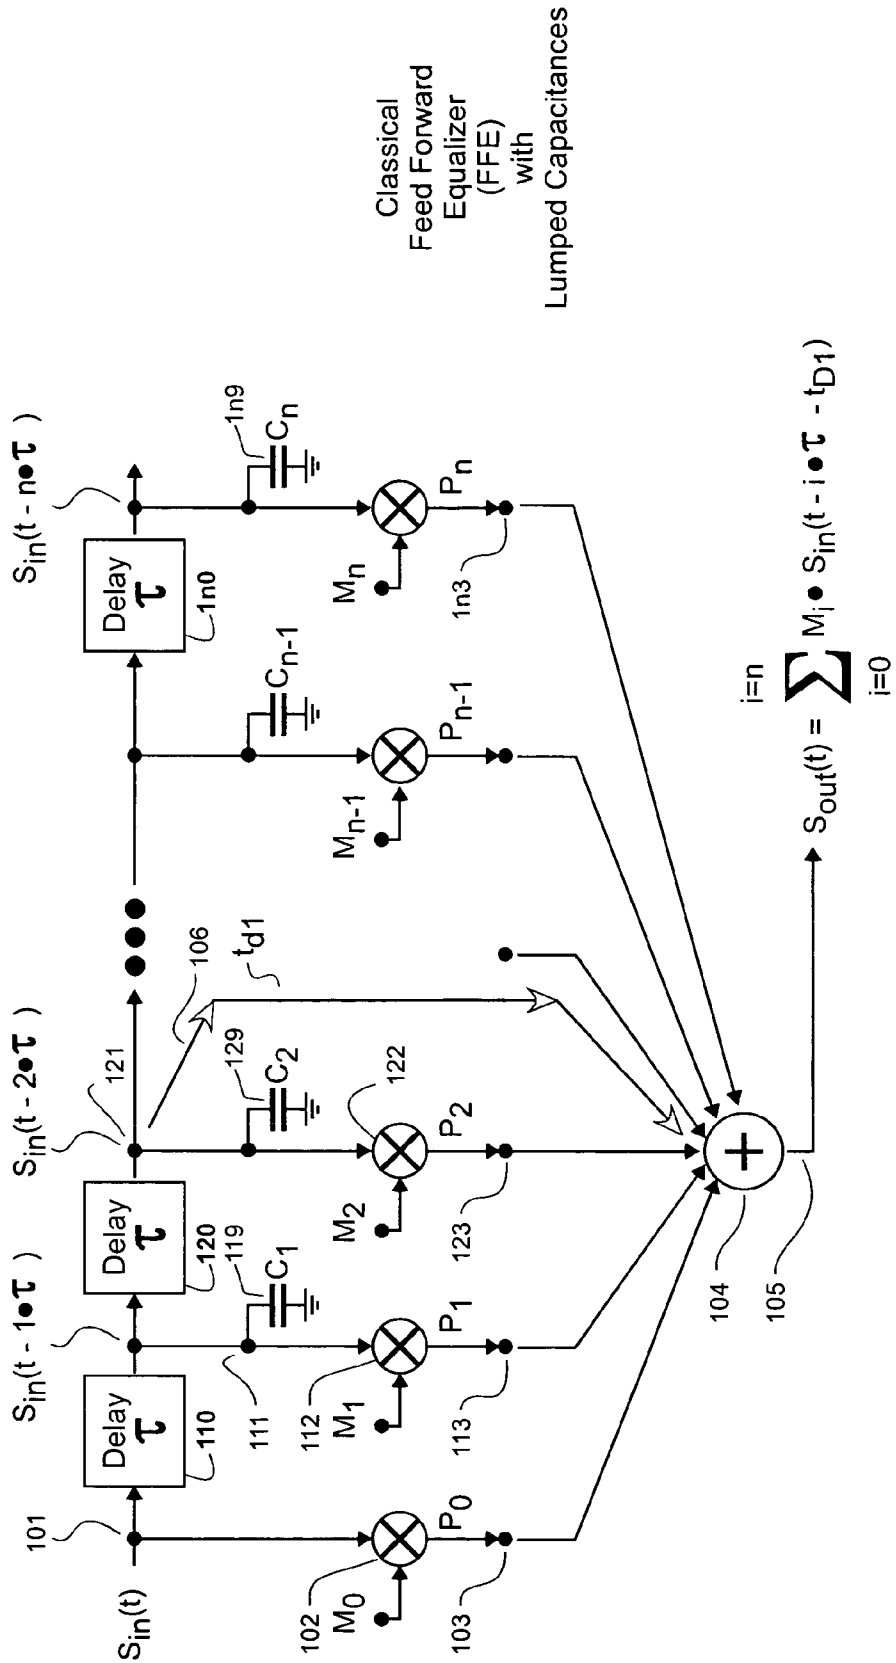 S_in(t)
101
S_in(t - 1•τ)
S_in(t - 2•τ)
121
S_in(t - n•τ)
Delay
τ
110
Delay
τ
120
Delay
τ
1n0
106
t_d1
111
119
C_1
129
C_2
C_n-1
1n9
C_n
102
M_0
112
M_1
M_2
122
M_n-1
M_n
P_0
P_1
P_2
P_n-1
P_n
103
113
123
1n3
+
104
105
i=n
S_out(t) = Σ M_i • S_in(t - i•τ - t_D1)
i=0
Classical
Feed Forward
Equalizer
(FFE)
with
Lumped Capacitances